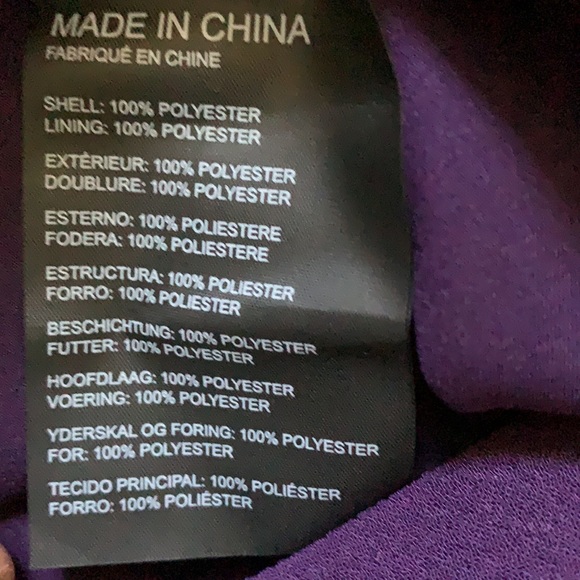 MADE IN CHINA
FABRIQUÉ EN CHINE
SHELL: 100% POLYESTER
LINING: 100% POLYESTER
EXTÉRIEUR: 100% POLYESTER
DOUBLURE: 100% POLYESTER
ESTERNO: 100% POLIESTERE
FODERA: 100% POLIESTERE
ESTRUCTURA: 100% POLIESTER
FORRO: 100% POLIESTER
BESCHICHTUNG: 100% POLYESTER
FUTTER: 100% POLYESTER
HOOFDLAAG: 100% POLYESTER
VOERING: 100% POLYESTER
YDERSKAL OG FORING: 100% POLYESTER
FOR: 100% POLYESTER
TECIDO PRINCIPAL: 100% POLIÉSTER
FORRO: 100% POLIÉSTER